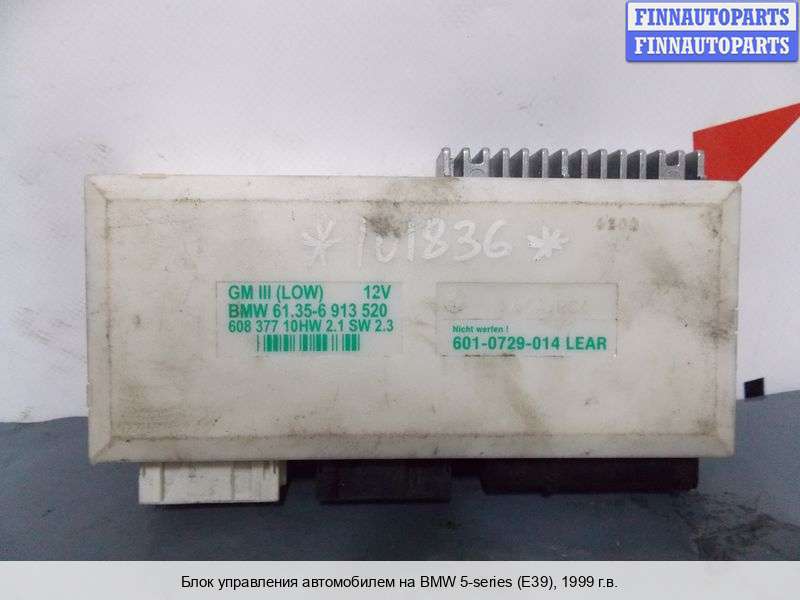 FINNAUTOPARTS
FINNAUTOPARTS
*101836*
GM III (LOW) 12V
BMW 61.35-6 913 520
608 377 10HW 2.1 SW 2.3
Nicht werfen !
601-0729-014 LEAR
Блок управления автомобилем на BMW 5-series (E39), 1999 г.в.